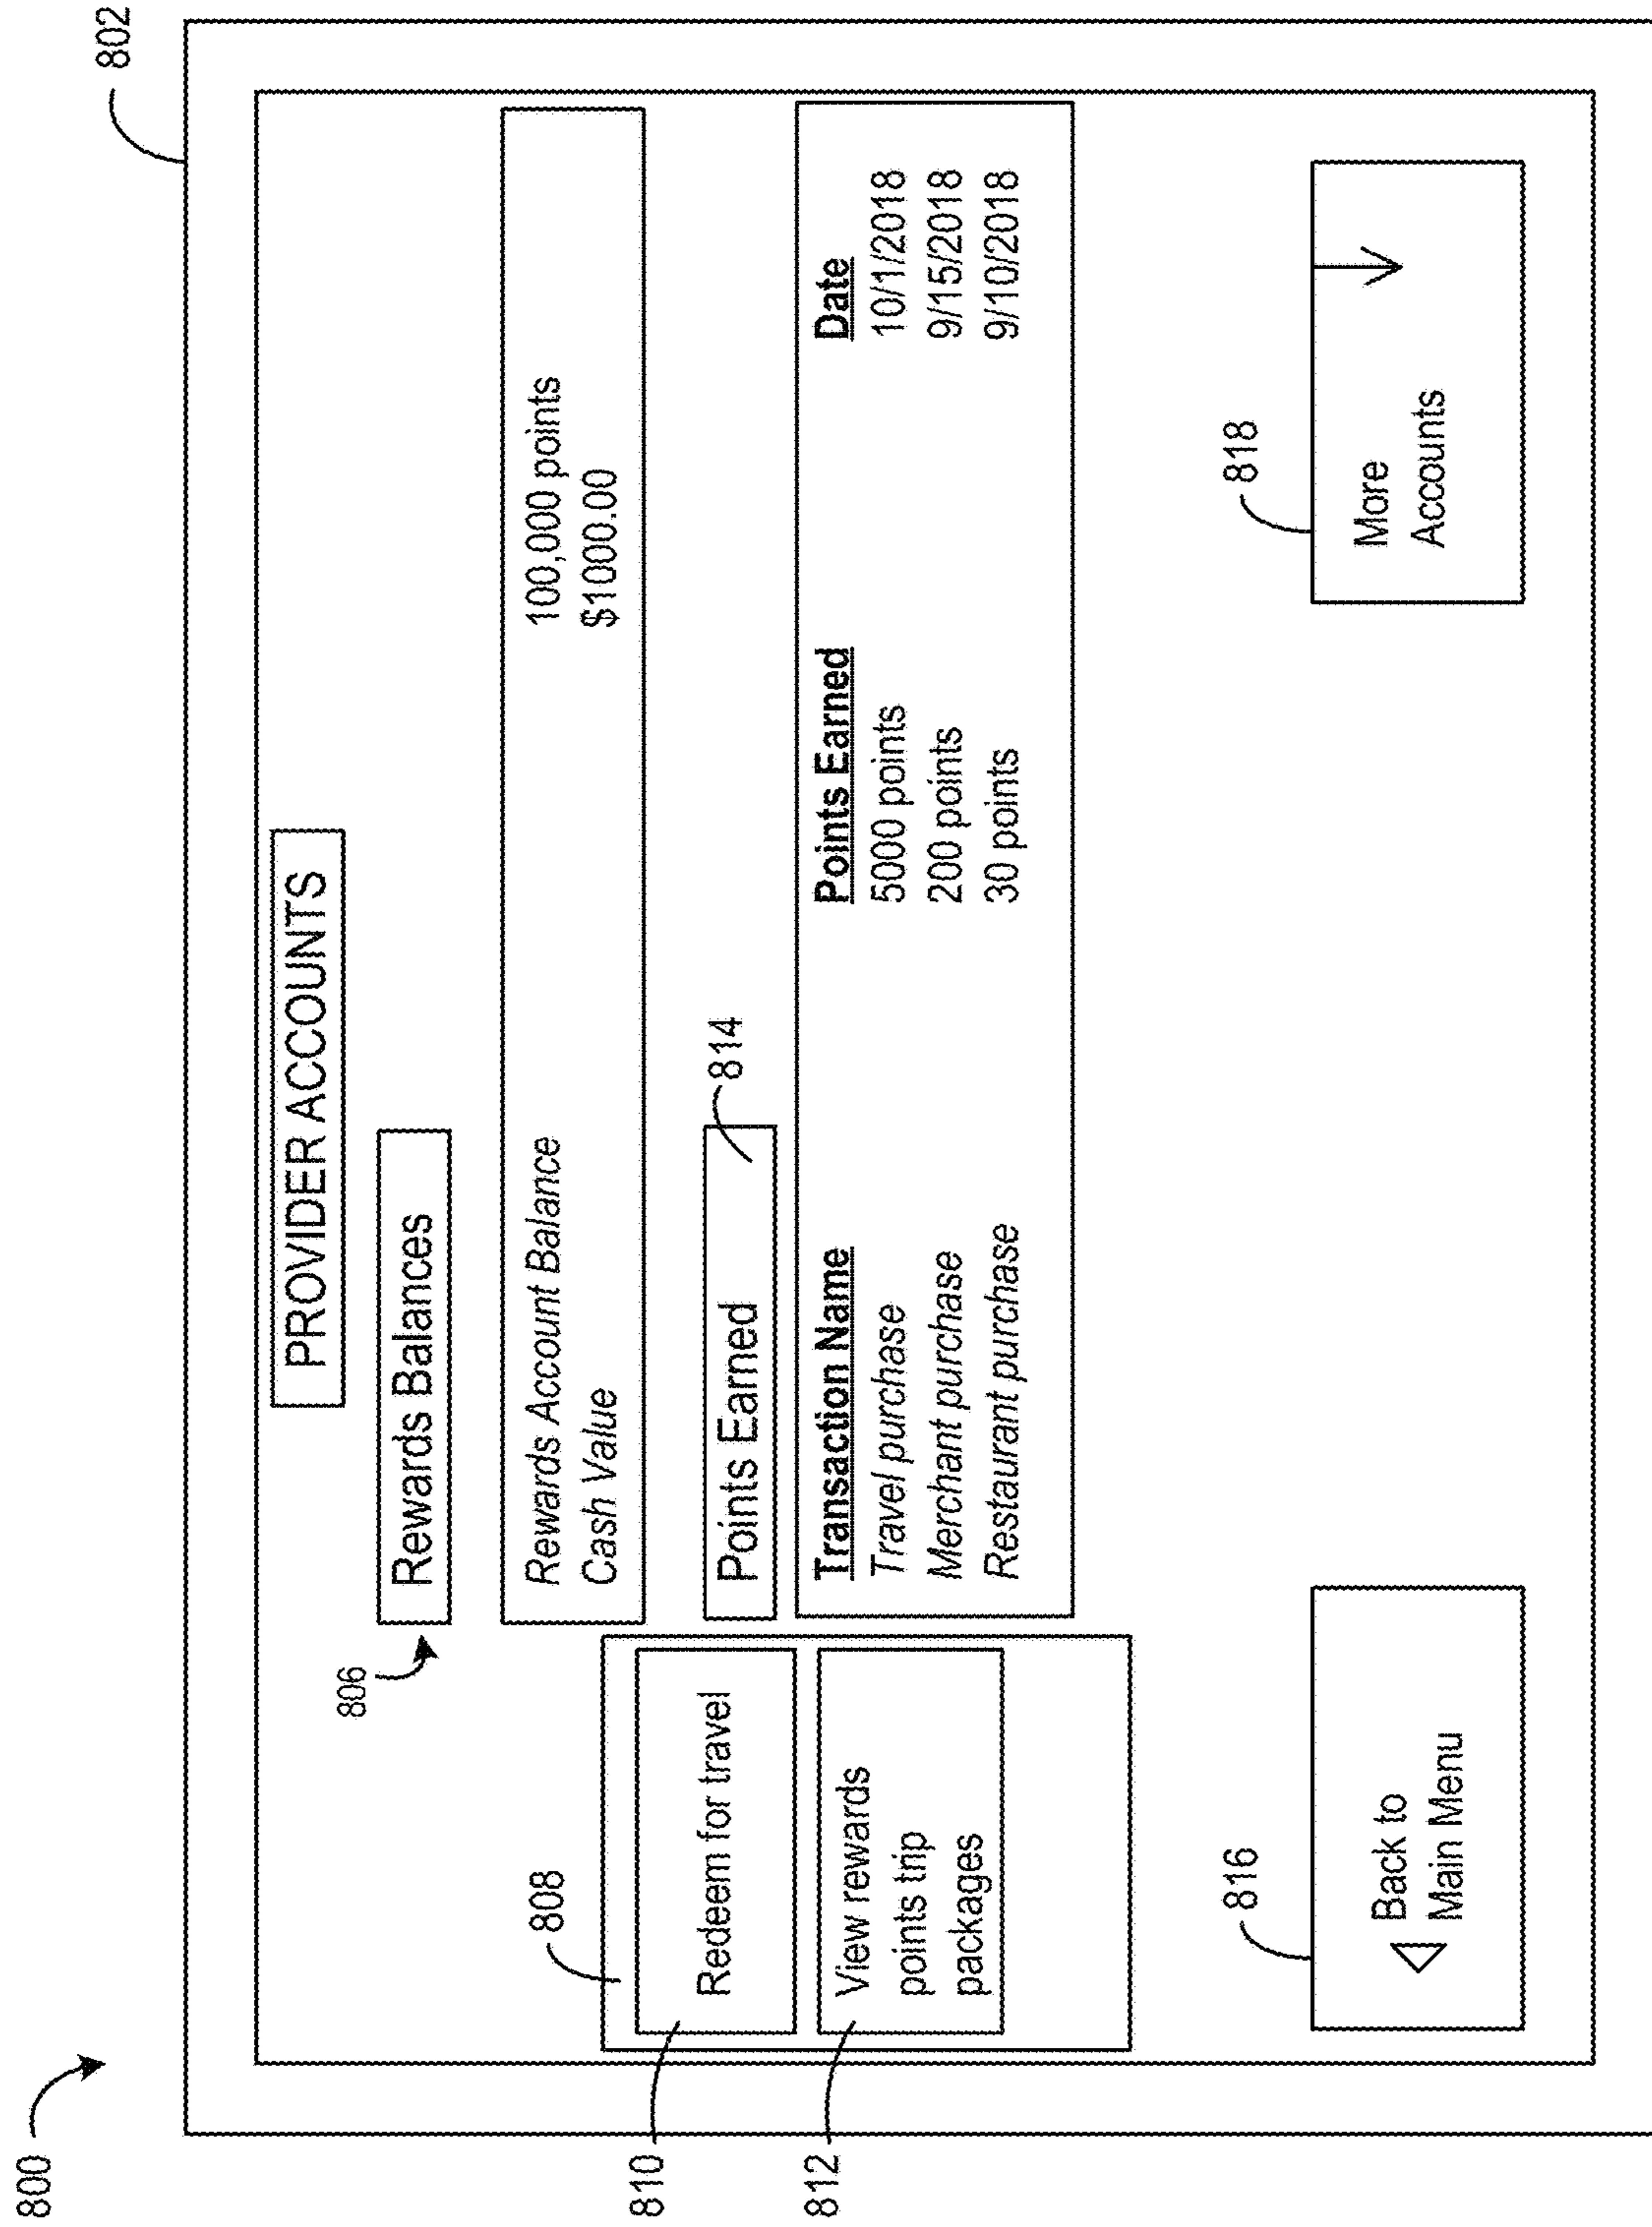 800
802
PROVIDER ACCOUNTS
806
Rewards Balances
Rewards Account Balance 100,000 points
Cash Value $1000.00
808
810
Redeem for travel
812
View rewards
points trip
packages
Points Earned
814
Transaction Name Points Earned Date
Travel purchase 5000 points 10/1/2018
Merchant purchase 200 points 9/15/2018
Restaurant purchase 30 points 9/10/2018
816
Back to
Main Menu
818
More
Accounts